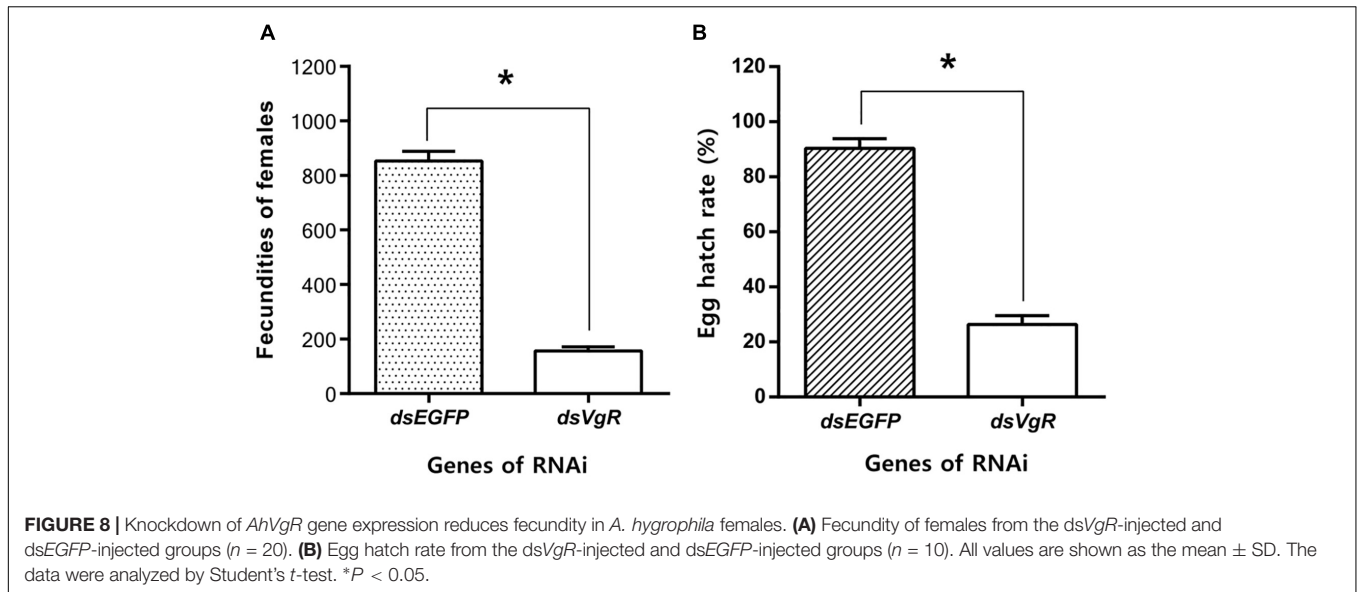 A
1200
1000
800
600
400
200
0
Fecundities of females
*
dsEGFP
dsVgR
Genes of RNAi
B
120
100
80
60
40
20
0
Egg hatch rate (%)
*
dsEGFP
dsVgR
Genes of RNAi
FIGURE 8 | Knockdown of AhVgR gene expression reduces fecundity in A. hygrophila females. (A) Fecundity of females from the dsVgR-injected and
dsEGFP-injected groups (n = 20). (B) Egg hatch rate from the dsVgR-injected and dsEGFP-injected groups (n = 10). All values are shown as the mean ± SD. The
data were analyzed by Student's t-test. *P < 0.05.